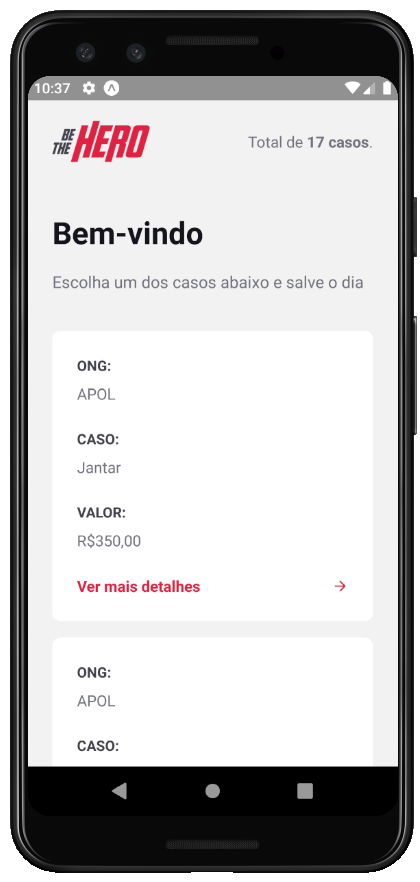 10:37
BE
THE
HERO
Total de 17 casos.
Bem-vindo
Escolha um dos casos abaixo e salve o dia
ONG:
APOL
CASO:
Jantar
VALOR:
R$350,00
Ver mais detalhes
ONG:
APOL
CASO: